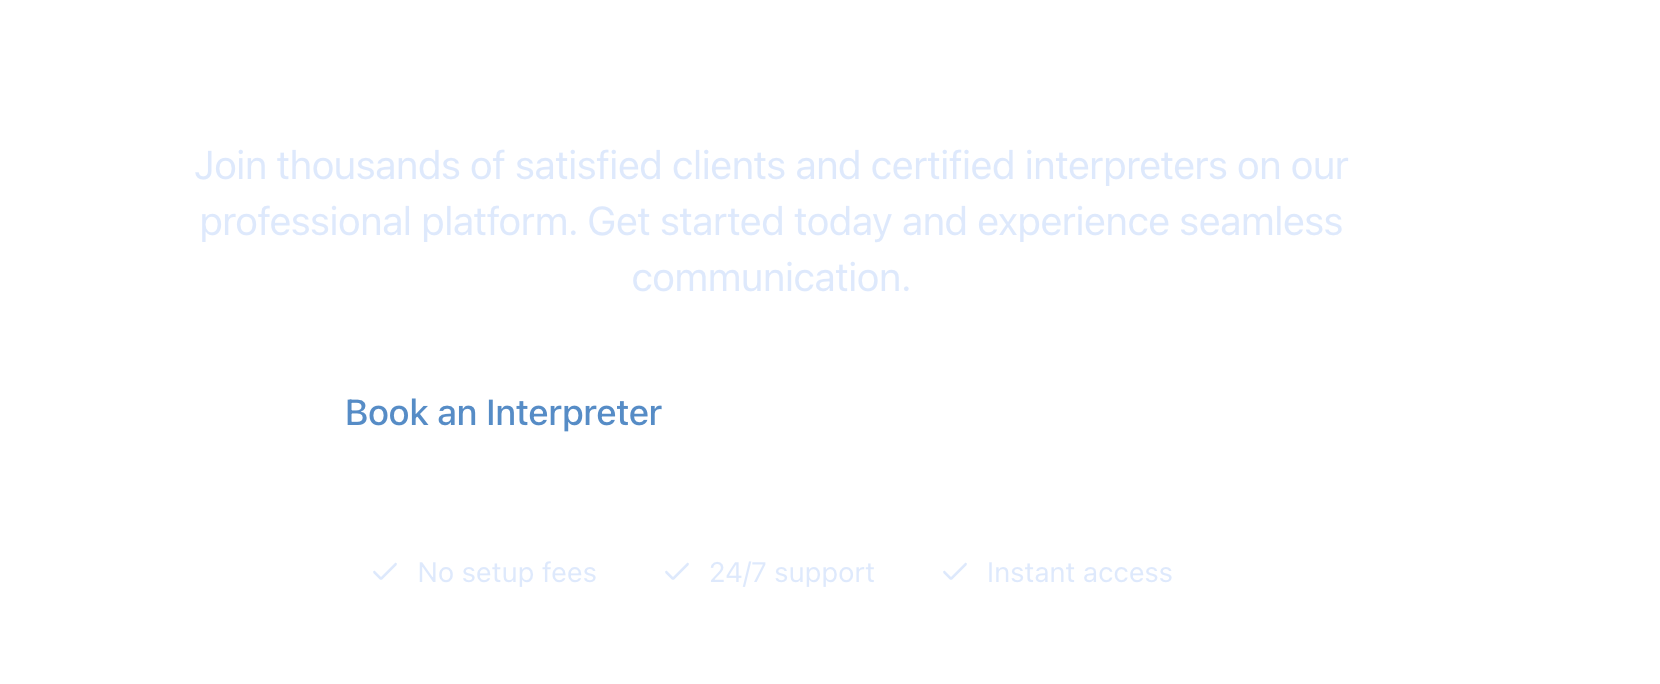 Join thousands of satisfied clients and certified interpreters on our
professional platform. Get started today and experience seamless
communication.
Book an Interpreter
No setup fees
24/7 support
Instant access